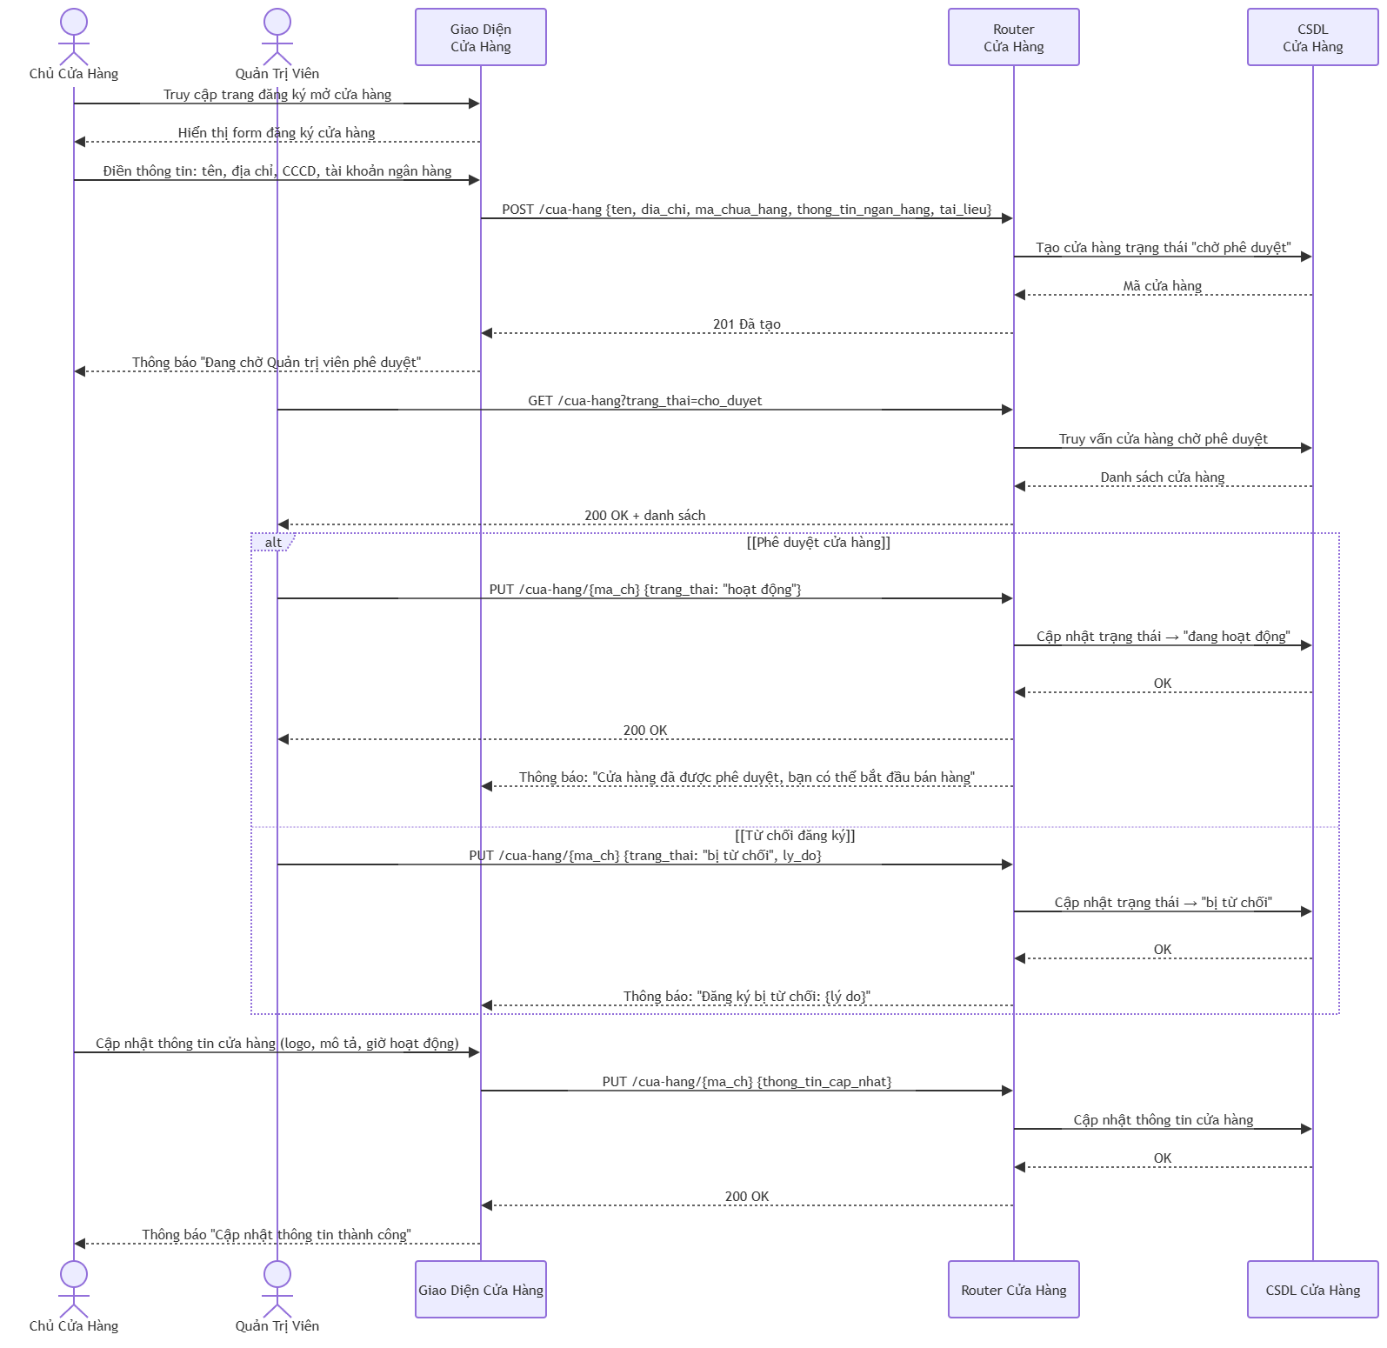 Giao Diện
Cửa Hàng
Router
Cửa Hàng
CSDL
Cửa Hàng
Chủ Cửa Hàng
Quản Trị Viên
Truy cập trang đăng ký mở cửa hàng
Hiển thị form đăng ký cửa hàng
Điền thông tin: tên, địa chỉ, CCCD, tài khoản ngân hàng
POST /cua-hang {ten, dia_chi, ma_chua_hang, thong_tin_ngan_hang, tai_lieu}
Tạo cửa hàng trạng thái "chờ phê duyệt"
Mã cửa hàng
201 Đã tạo
Thông báo "Đang chờ Quản trị viên phê duyệt"
GET /cua-hang?trang_thai=cho_duyet
Truy vấn cửa hàng chờ phê duyệt
Danh sách cửa hàng
200 OK + danh sách
alt
[[Phê duyệt cửa hàng]]
PUT /cua-hang/{ma_ch} {trang_thai: "hoạt động"}
Cập nhật trạng thái → "đang hoạt động"
OK
200 OK
Thông báo: "Cửa hàng đã được phê duyệt, bạn có thể bắt đầu bán hàng"
[[Từ chối đăng ký]]
PUT /cua-hang/{ma_ch} {trang_thai: "bị từ chối", ly_do}
Cập nhật trạng thái → "bị từ chối"
OK
Thông báo: "Đăng ký bị từ chối: {lý do}"
Cập nhật thông tin cửa hàng (logo, mô tả, giờ hoạt động)
PUT /cua-hang/{ma_ch} {thong_tin_cap_nhat}
Cập nhật thông tin cửa hàng
OK
200 OK
Thông báo "Cập nhật thông tin thành công"
Giao Diện Cửa Hàng
Router Cửa Hàng
CSDL Cửa Hàng
Chủ Cửa Hàng
Quản Trị Viên